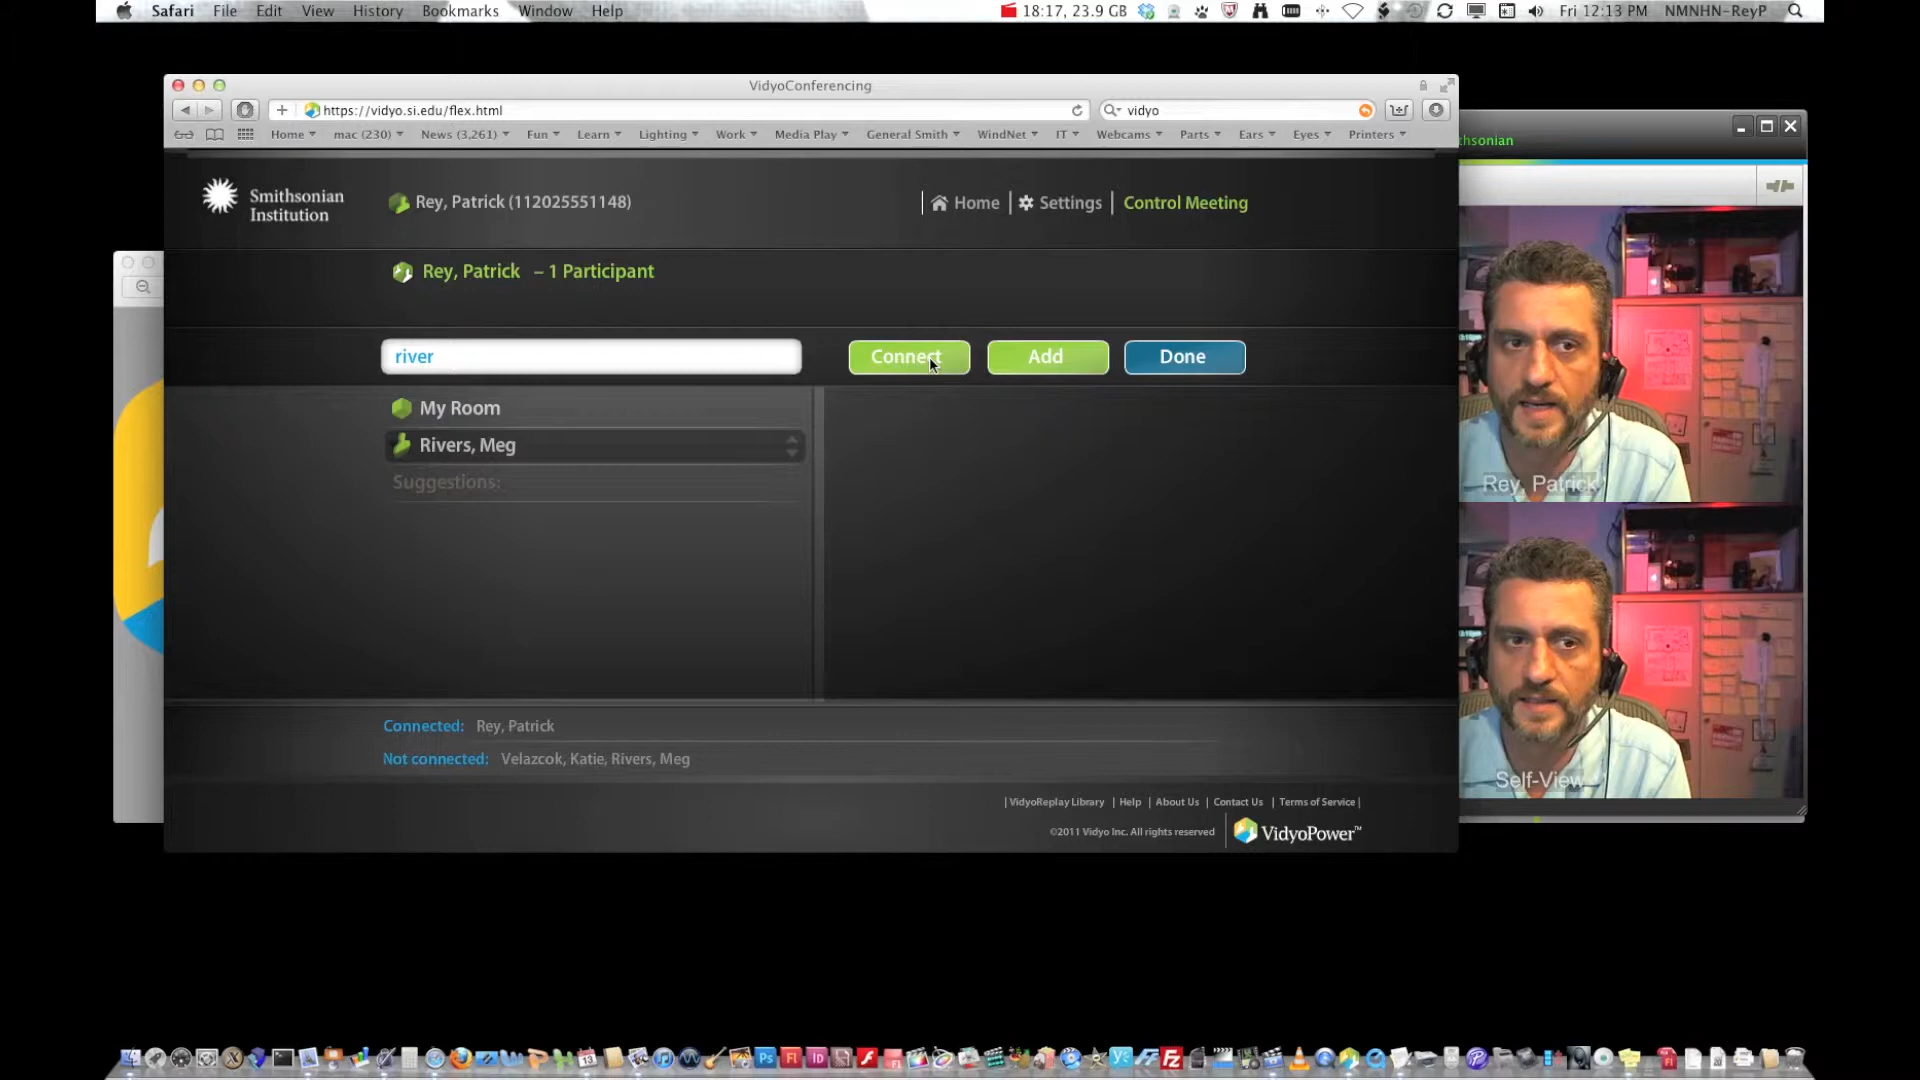 Safari File Edit View History Bookmarks Window Help 18:17, 23.9 GB Fri 12:13 PM NMNHN-ReyP
VidyoConferencing
https://vidyo.si.edu/flex.html vidyo
Home mac (230) News (3,261) Fun Learn Lighting Work Media Play General Smith WindNet IT Webcams Parts Ears Eyes Printers
thsonian
Smithsonian
Institution
Rey, Patrick (112025551148)
Home Settings Control Meeting
Rey, Patrick – 1 Participant
river
Connect Add Done
My Room
Rivers, Meg
Suggestions:
Rey, Patrick
Self-View
Connected: Rey, Patrick
Not connected: Velazcok, Katie, Rivers, Meg
| VidyoReplay Library | Help | About Us | Contact Us | Terms of Service |
©2011 Vidyo Inc. All rights reserved
VidyoPower™